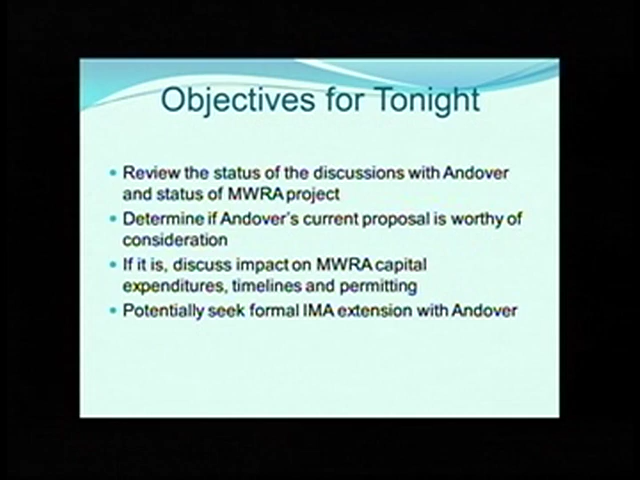 Objectives for Tonight
• Review the status of the discussions with Andover
and status of MWRA project
• Determine if Andover's current proposal is worthy of
consideration
• If it is, discuss impact on MWRA capital
expenditures, timelines and permitting
• Potentially seek formal IMA extension with Andover